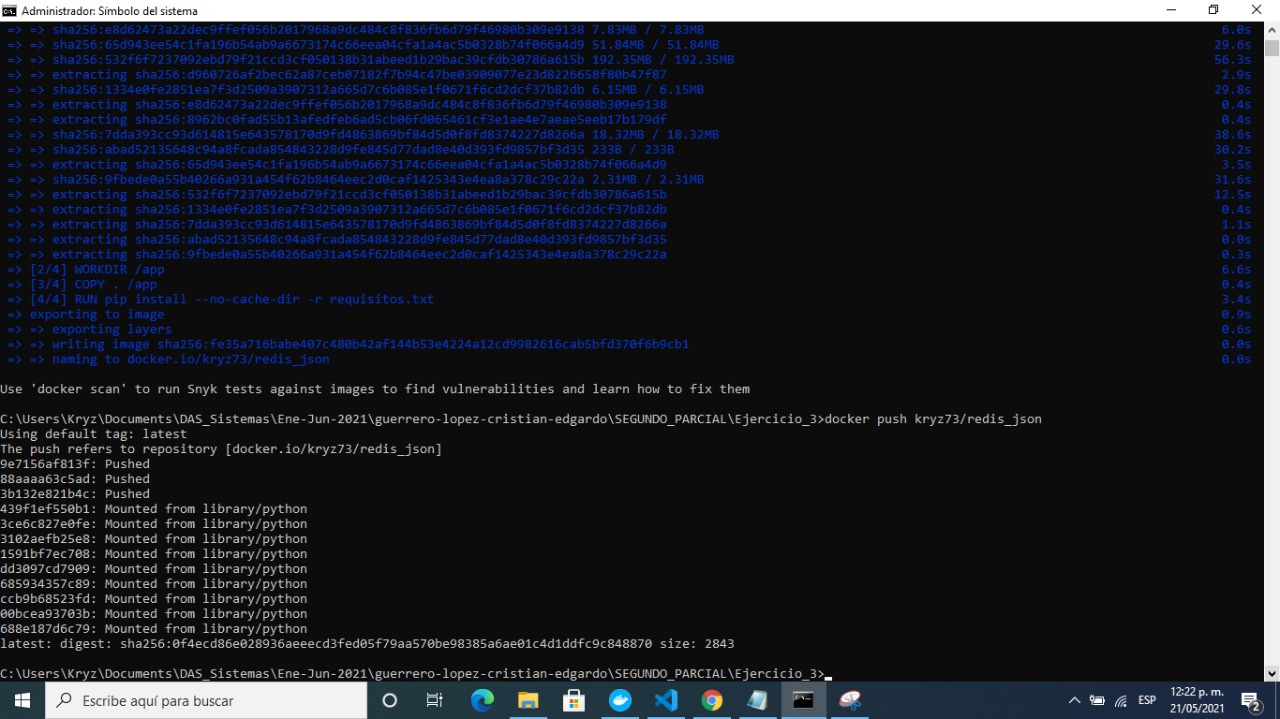 Administrador: Símbolo del sistema
=> => sha256:e8d62473a22dec9ffef056b2017968a9dc484c8f836fb6d79f46980b309e9138 7.83MB / 7.83MB 6.0s
=> => sha256:65d943ee54c1fa196b54ab9a6673174c66eea04cfa1a4ac5b0328b74f066a4d9 51.84MB / 51.84MB 29.6s
=> => sha256:532f6f7237092ebd79f21ccd3cf050138b31abeed1b29bac39cfdb30786a615b 192.35MB / 192.35MB 56.3s
=> => extracting sha256:d960726af2bec62a87ceb07182f7b94c47be03909077e23d8226658f80b47f87 2.9s
=> => sha256:1334e0fe2851ea7f3d2509a3907312a665d7c6b085e1f0671f6cd2dcf37b82db 6.15MB / 6.15MB 29.8s
=> => extracting sha256:e8d62473a22dec9ffef056b2017968a9dc484c8f836fb6d79f46980b309e9138 0.4s
=> => extracting sha256:8962bc0fad55b13afedfeb6ad5cb06fd065461cf3e1ae4e7aeae5eeb17b179df 0.4s
=> => sha256:7dda393cc93d614815e643578170d9fd4863869bf84d5d0f8fd8374227d8266a 18.32MB / 18.32MB 38.6s
=> => sha256:abad52135648c94a8fcada854843228d9fe845d77dad8e40d393fd9857bf3d35 233B / 233B 30.2s
=> => extracting sha256:65d943ee54c1fa196b54ab9a6673174c66eea04cfa1a4ac5b0328b74f066a4d9 3.5s
=> => sha256:9fbede0a55b40266a931a454f62b8464eec2d0caf1425343e4ea8a378c29c22a 2.31MB / 2.31MB 31.6s
=> => extracting sha256:532f6f7237092ebd79f21ccd3cf050138b31abeed1b29bac39cfdb30786a615b 12.5s
=> => extracting sha256:1334e0fe2851ea7f3d2509a3907312a665d7c6b085e1f0671f6cd2dcf37b82db 0.4s
=> => extracting sha256:7dda393cc93d614815e643578170d9fd4863869bf84d5d0f8fd8374227d8266a 1.1s
=> => extracting sha256:abad52135648c94a8fcada854843228d9fe845d77dad8e40d393fd9857bf3d35 0.0s
=> => extracting sha256:9fbede0a55b40266a931a454f62b8464eec2d0caf1425343e4ea8a378c29c22a 0.3s
=> [2/4] WORKDIR /app 6.6s
=> [3/4] COPY . /app 0.4s
=> [4/4] RUN pip install --no-cache-dir -r requisitos.txt 3.4s
=> exporting to image 0.9s
=> => exporting layers 0.6s
=> => writing image sha256:fe35a716babe407c480b42af144b53e4224a12cd9982616cab5bfd370f6b9cb1 0.0s
=> => naming to docker.io/kryz73/redis_json 0.0s
Use 'docker scan' to run Snyk tests against images to find vulnerabilities and learn how to fix them
C:\Users\Kryz\Documents\DAS_Sistemas\Ene-Jun-2021\guerrero-lopez-cristian-edgardo\SEGUNDO_PARCIAL\Ejercicio_3>docker push kryz73/redis_json
Using default tag: latest
The push refers to repository [docker.io/kryz73/redis_json]
9e7156af813f: Pushed
88aaaa63c5ad: Pushed
3b132e821b4c: Pushed
439f1ef550b1: Mounted from library/python
3ce6c827e0fe: Mounted from library/python
3102aefb25e8: Mounted from library/python
1591bf7ec708: Mounted from library/python
dd3097cd7909: Mounted from library/python
685934357c89: Mounted from library/python
ccb9b68523fd: Mounted from library/python
00bcea93703b: Mounted from library/python
688e187d6c79: Mounted from library/python
latest: digest: sha256:0f4ecd86e028936aeeecd3fed05f79aa570be98385a6ae01c4d1ddfc9c848870 size: 2843
C:\Users\Kryz\Documents\DAS_Sistemas\Ene-Jun-2021\guerrero-lopez-cristian-edgardo\SEGUNDO_PARCIAL\Ejercicio_3>
Escribe aquí para buscar
ESP
12:22 p. m.
21/05/2021
2